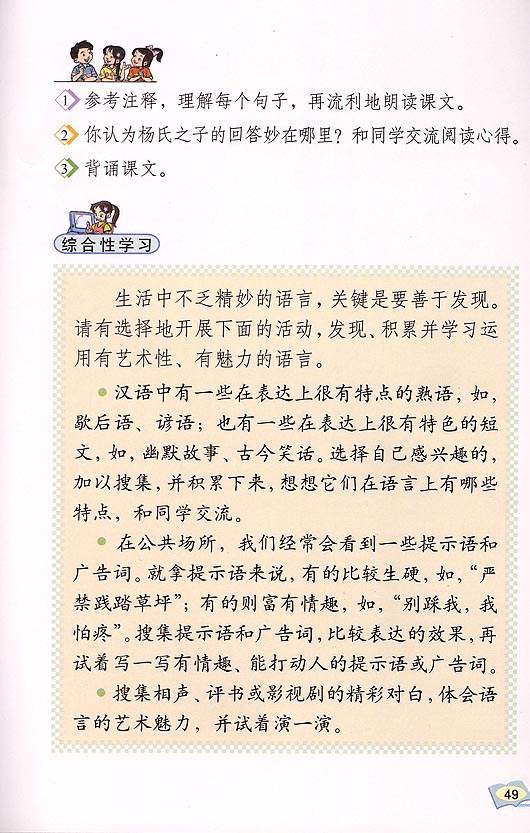 1 参考注释，理解每个句子，再流利地朗读课文。
2 你认为杨氏之子的回答妙在哪里？和同学交流阅读心得。
3 背诵课文。
综合性学习
生活中不乏精妙的语言，关键是要善于发现。
请有选择地开展下面的活动，发现、积累并学习运
用有艺术性、有魅力的语言。
● 汉语中有一些在表达上很有特点的熟语，如，
歇后语、谚语；也有一些在表达上很有特色的短
文，如，幽默故事、古今笑话。选择自己感兴趣的，
加以搜集，并积累下来，想想它们在语言上有哪些
特点，和同学交流。
● 在公共场所，我们经常会看到一些提示语和
广告词。就拿提示语来说，有的比较生硬，如，“严
禁践踏草坪”；有的则富有情趣，如，“别踩我，我
怕疼”。搜集提示语和广告词，比较表达的效果，再
试着写一写有情趣、能打动人的提示语或广告词。
● 搜集相声、评书或影视剧的精彩对白，体会语
言的艺术魅力，并试着演一演。
49